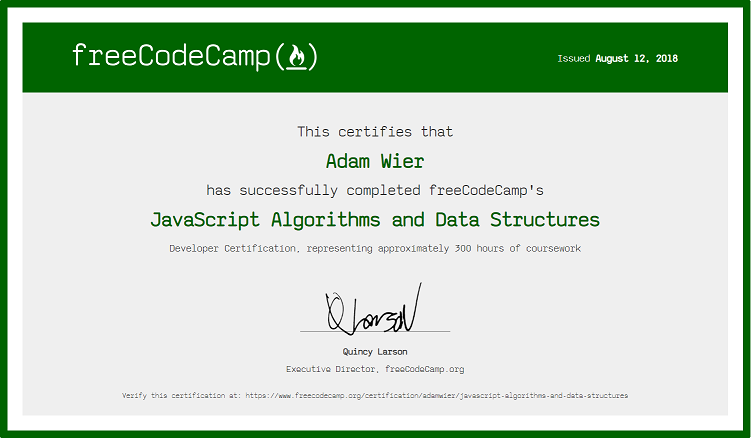 freeCodeCamp(🔥)
Issued August 12, 2018
This certifies that
Adam Wier
has successfully completed freeCodeCamp's
JavaScript Algorithms and Data Structures
Developer Certification, representing approximately 300 hours of coursework
Q Larson
Quincy Larson
Executive Director, freeCodeCamp.org
Verify this certification at: https://www.freecodecamp.org/certification/adamwier/javascript-algorithms-and-data-structures